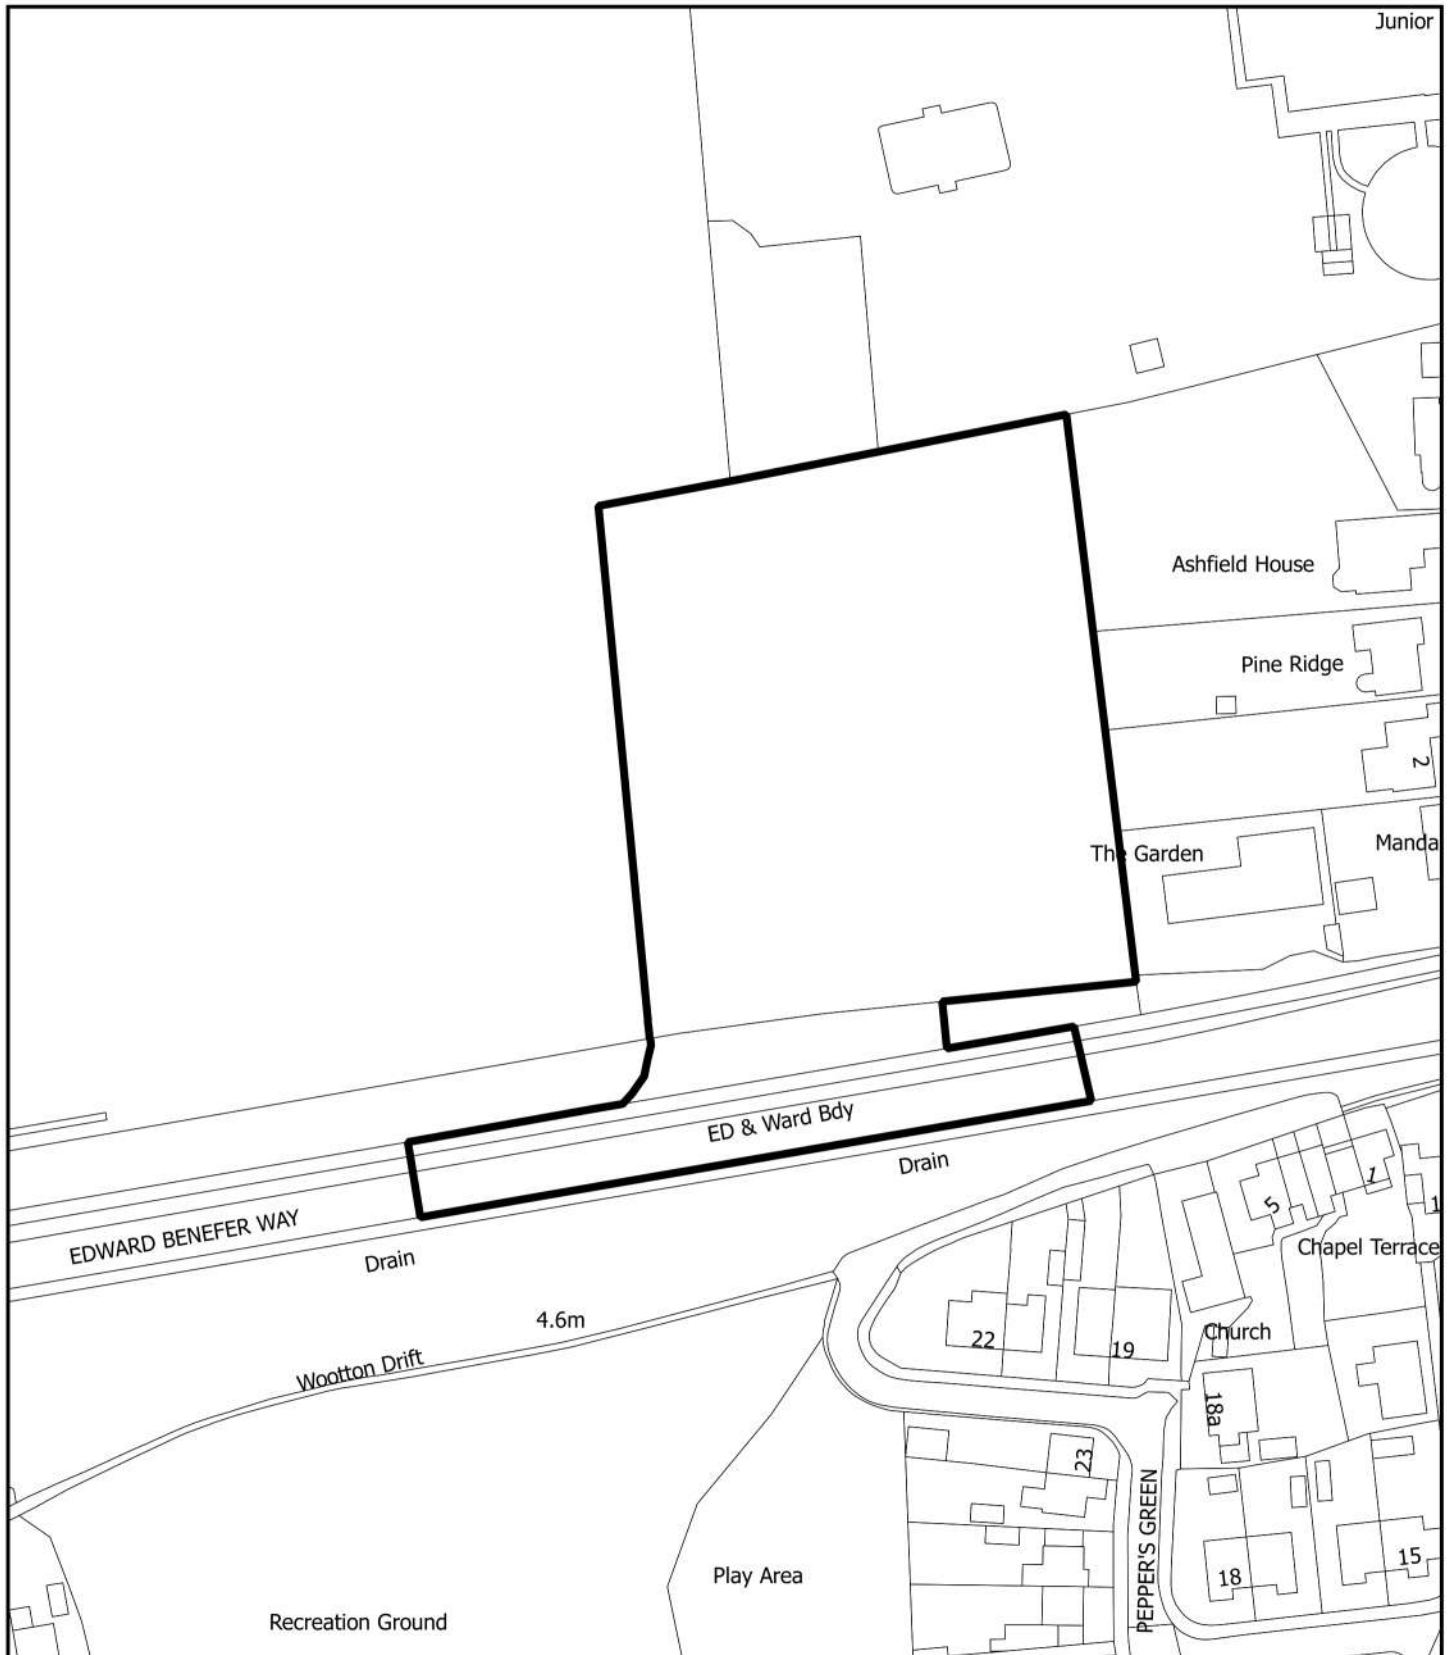 Junior
Ashfield House
Pine Ridge
2
The Garden
Manda
ED & Ward Bdy
Drain
EDWARD BENEFER WAY
Drain
1
5
1
Chapel Terrace
4.6m
22
19
Church
Wootton Drift
18a
23
PEPPER'S GREEN
15
18
Play Area
Recreation Ground